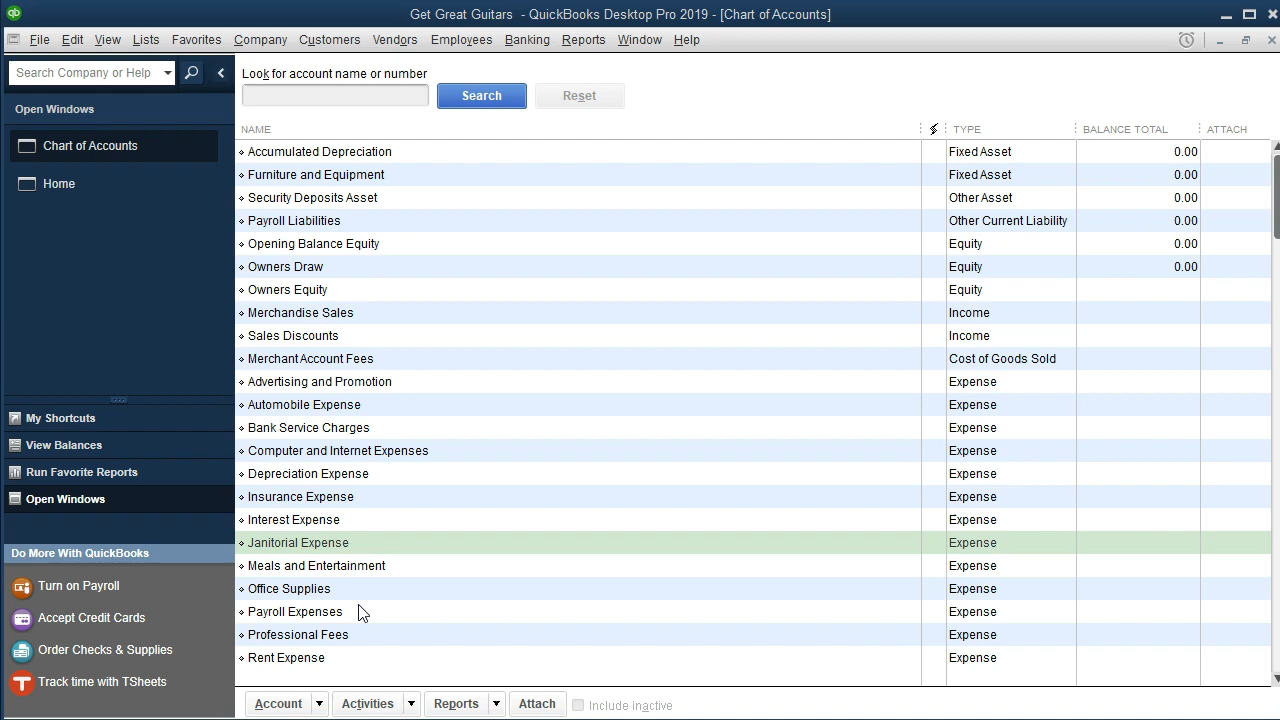 qb
Get Great Guitars - QuickBooks Desktop Pro 2019 - [Chart of Accounts]
File Edit View Lists Favorites Company Customers Vendors Employees Banking Reports Window Help
Search Company or Help
Open Windows
Chart of Accounts
Home
My Shortcuts
View Balances
Run Favorite Reports
Open Windows
Do More With QuickBooks
Turn on Payroll
Accept Credit Cards
Order Checks & Supplies
T Track time with TSheets
Look for account name or number
Search Reset
NAME TYPE BALANCE TOTAL ATTACH
Accumulated Depreciation Fixed Asset 0.00
Furniture and Equipment Fixed Asset 0.00
Security Deposits Asset Other Asset 0.00
Payroll Liabilities Other Current Liability 0.00
Opening Balance Equity Equity 0.00
Owners Draw Equity 0.00
Owners Equity Equity
Merchandise Sales Income
Sales Discounts Income
Merchant Account Fees Cost of Goods Sold
Advertising and Promotion Expense
Automobile Expense Expense
Bank Service Charges Expense
Computer and Internet Expenses Expense
Depreciation Expense Expense
Insurance Expense Expense
Interest Expense Expense
Janitorial Expense Expense
Meals and Entertainment Expense
Office Supplies Expense
Payroll Expenses Expense
Professional Fees Expense
Rent Expense Expense
Account Activities Reports Attach Include inactive